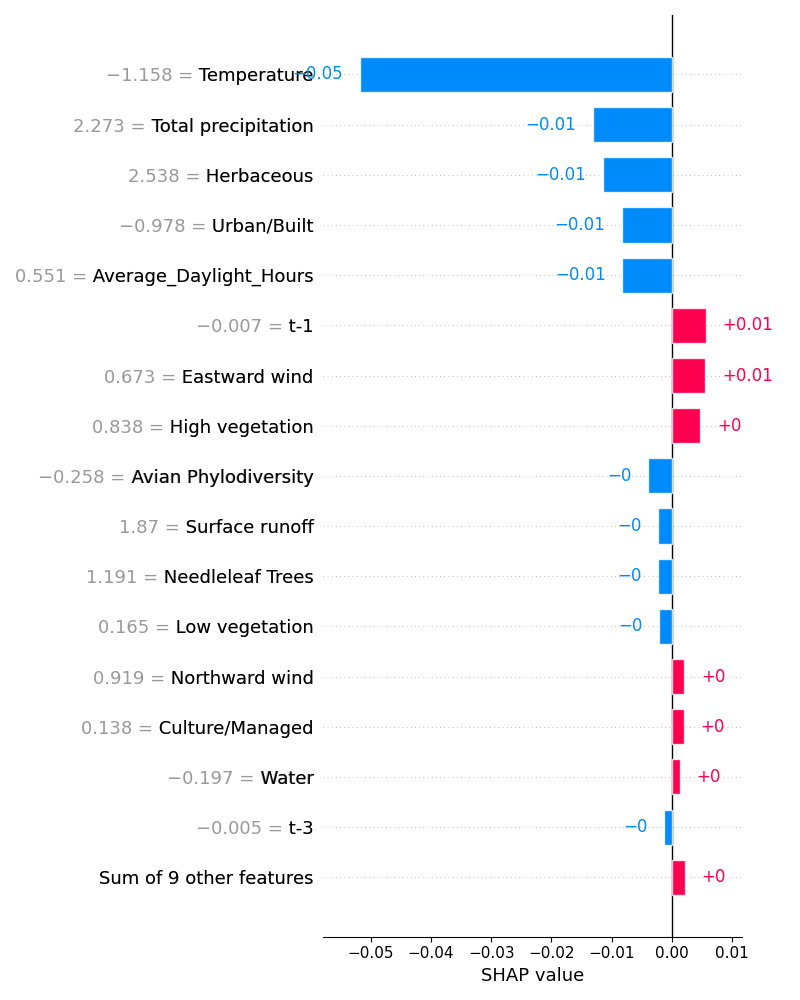 −1.158 = Temperature −0.05
2.273 = Total precipitation −0.01
2.538 = Herbaceous −0.01
−0.978 = Urban/Built −0.01
0.551 = Average_Daylight_Hours −0.01
−0.007 = t-1 +0.01
0.673 = Eastward wind +0.01
0.838 = High vegetation +0
−0.258 = Avian Phylodiversity −0
1.87 = Surface runoff −0
1.191 = Needleleaf Trees −0
0.165 = Low vegetation −0
0.919 = Northward wind +0
0.138 = Culture/Managed +0
−0.197 = Water +0
−0.005 = t-3 −0
Sum of 9 other features +0
−0.05 −0.04 −0.03 −0.02 −0.01 0.00 0.01
SHAP value